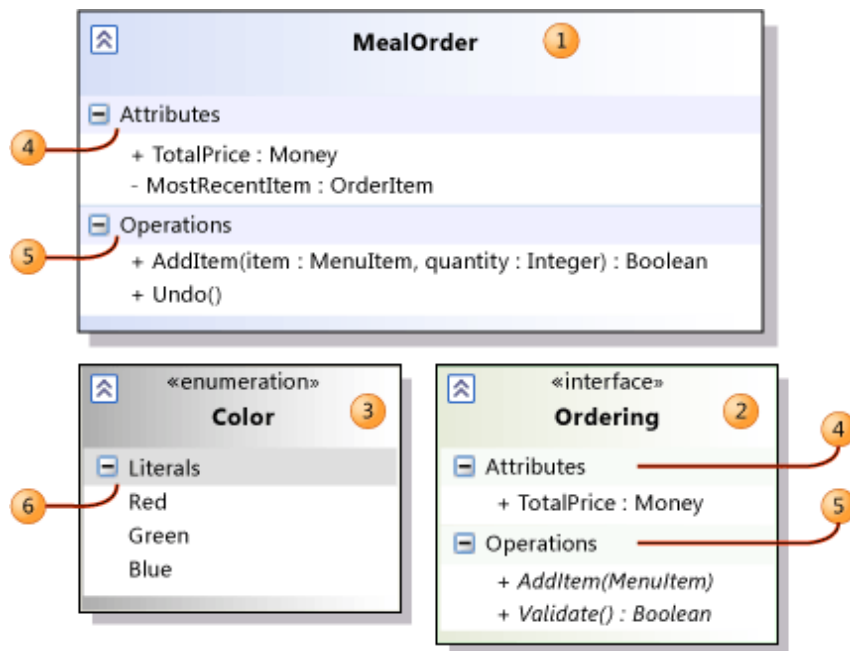 MealOrder 1
Attributes
4
+ TotalPrice : Money
- MostRecentItem : OrderItem
Operations
5
+ AddItem(item : MenuItem, quantity : Integer) : Boolean
+ Undo()
«enumeration»
Color
3
Literals
6
Red
Green
Blue
«interface»
Ordering
2
Attributes
4
+ TotalPrice : Money
Operations
5
+ AddItem(MenuItem)
+ Validate() : Boolean